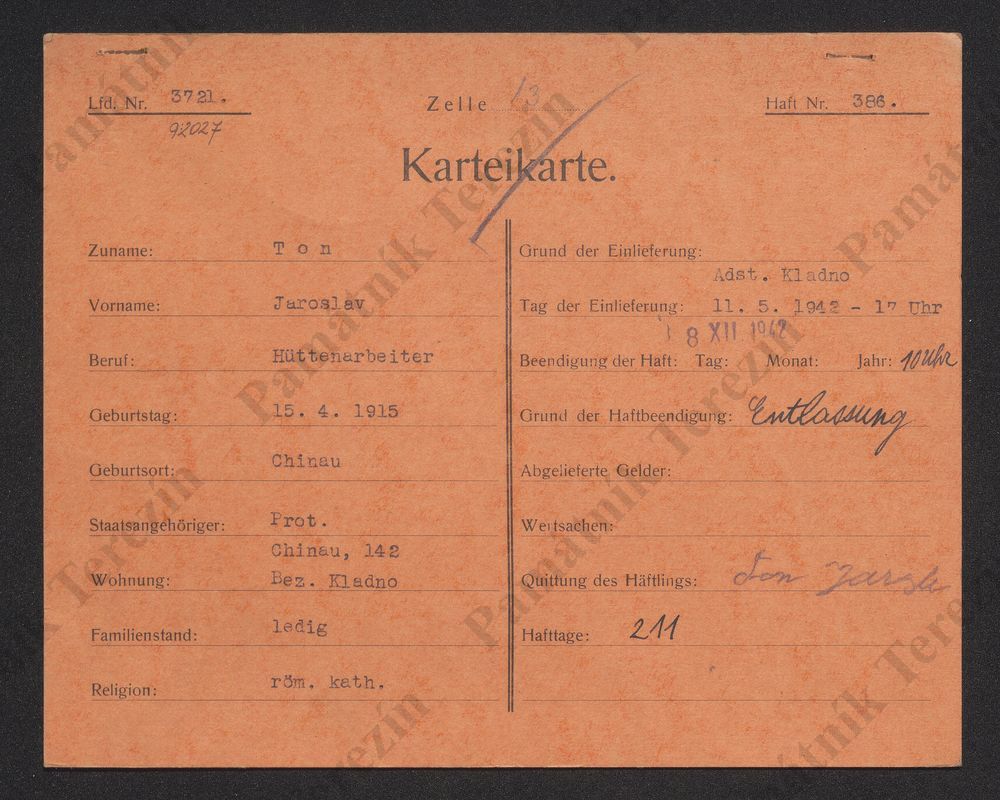 Lfd. Nr. 3721.
92027
Zelle 13
Haft Nr. 386.
Karteikarte.
Zuname: Ton
Vorname: Jaroslav
Beruf: Hüttenarbeiter
Geburtstag: 15. 4. 1915
Geburtsort: Chinau
Staatsangehöriger: Prot.
Chinau, 142
Wohnung: Bez. Kladno
Familienstand: ledig
Religion: röm. kath.
Grund der Einlieferung:
Adst. Kladno
Tag der Einlieferung: 11. 5. 1942 - 17 Uhr
8 XII 1942
Beendigung der Haft: Tag: Monat: Jahr: 10 Uhr
Grund der Haftbeendigung: Entlassung
Abgelieferte Gelder:
Wertsachen:
Quittung des Häftlings: Ton
Hafttage: 211
Památník Terezín